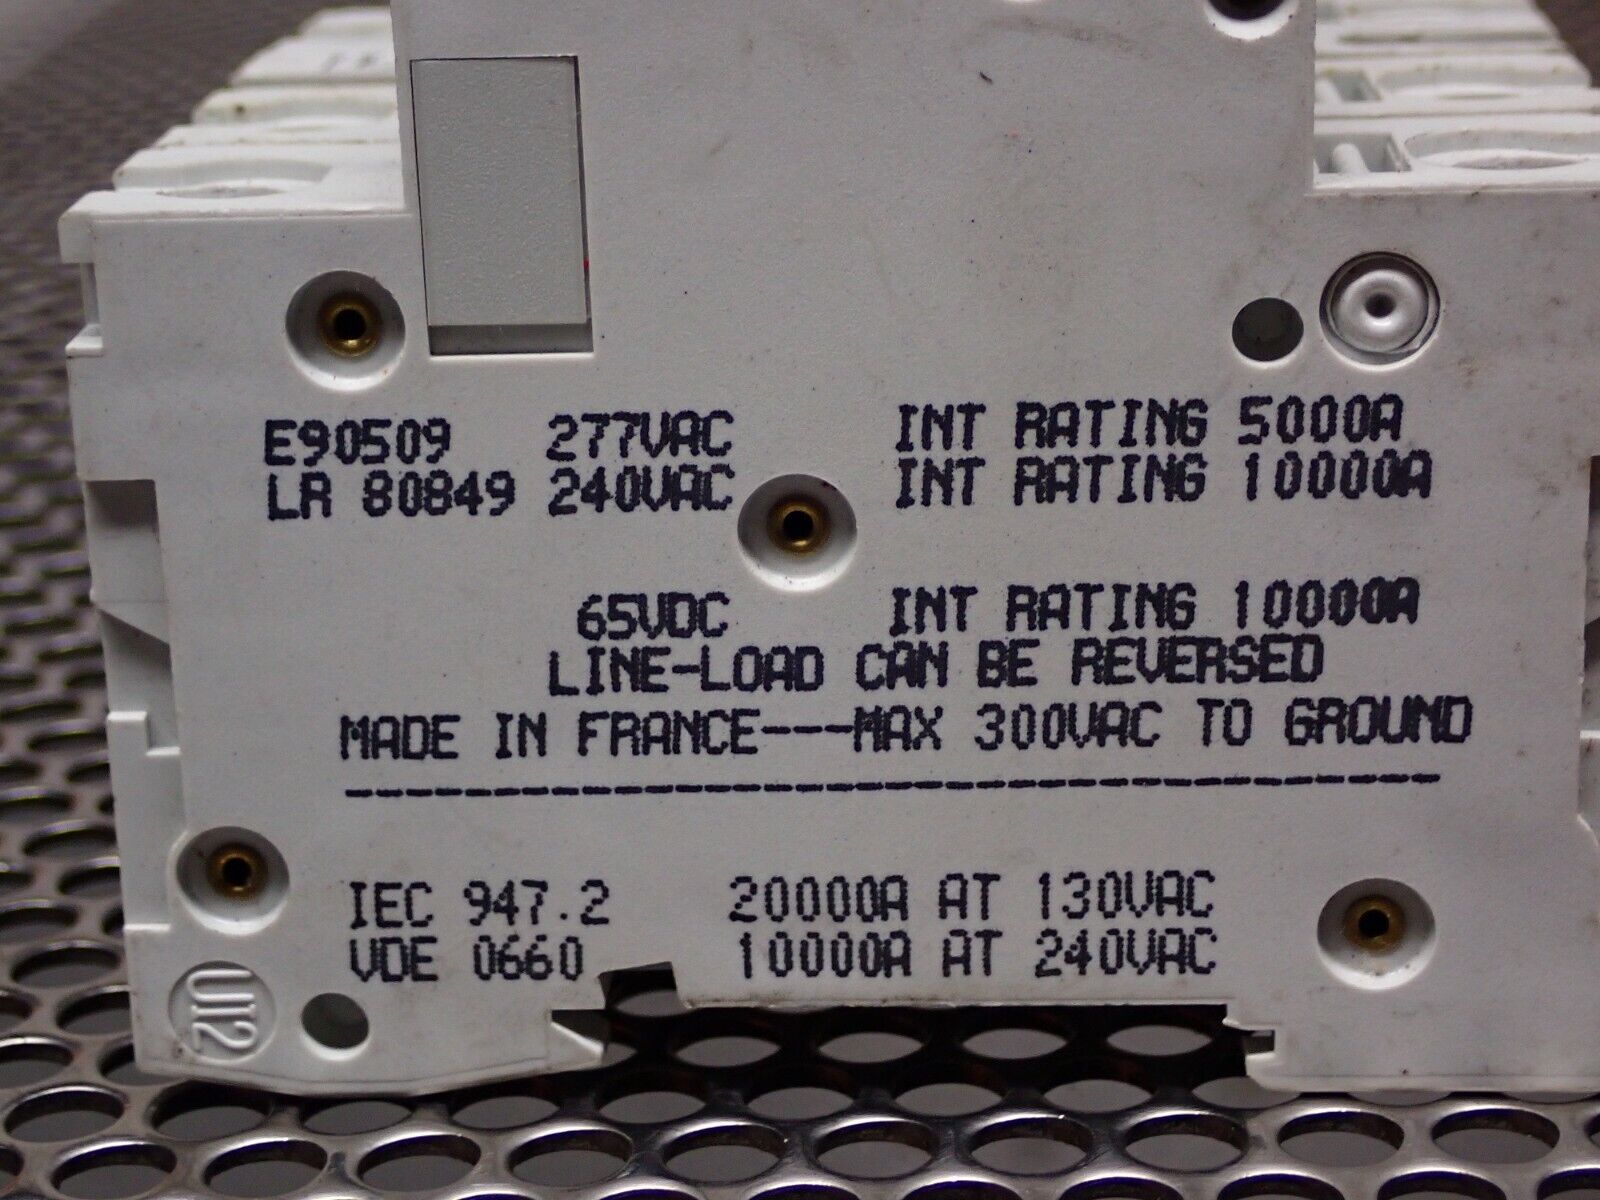 E90509 277VAC INT RATING 5000A
LR 80849 240VAC INT RATING 10000A
65VDC INT RATING 10000A
LINE-LOAD CAN BE REVERSED
MADE IN FRANCE---MAX 300VAC TO GROUND
------------------------------------
IEC 947.2 20000A AT 130VAC
VDE 0660 10000A AT 240VAC